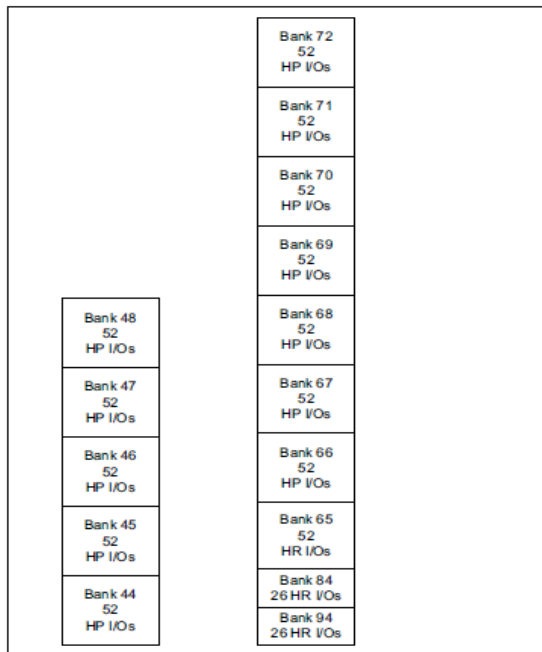 Bank 72
52
HP I/Os
Bank 71
52
HP I/Os
Bank 70
52
HP I/Os
Bank 69
52
HP I/Os
Bank 68
52
HP I/Os
Bank 67
52
HP I/Os
Bank 66
52
HP I/Os
Bank 65
52
HR I/Os
Bank 84
26 HR I/Os
Bank 94
26 HR I/Os
Bank 48
52
HP I/Os
Bank 47
52
HP I/Os
Bank 46
52
HP I/Os
Bank 45
52
HP I/Os
Bank 44
52
HP I/Os